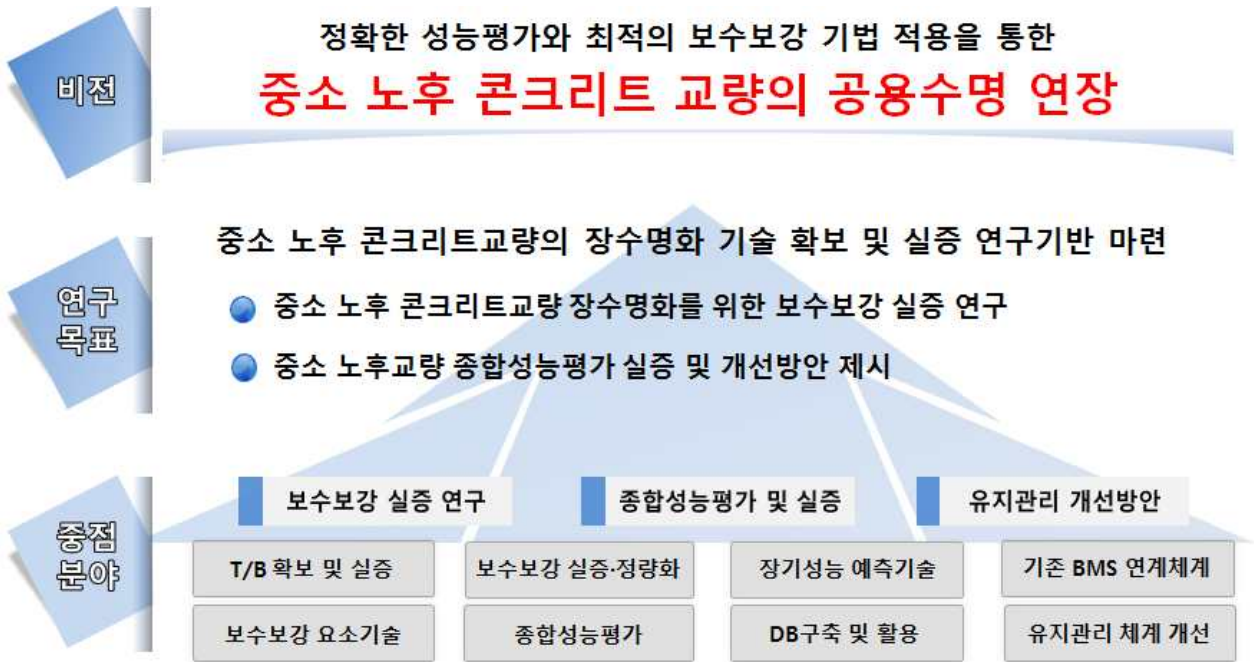 비전
정확한 성능평가와 최적의 보수보강 기법 적용을 통한
중소 노후 콘크리트 교량의 공용수명 연장
연구
목표
중소 노후 콘크리트교량의 장수명화 기술 확보 및 실증 연구기반 마련
중소 노후 콘크리트교량 장수명화를 위한 보수보강 실증 연구
중소 노후교량 종합성능평가 실증 및 개선방안 제시
중점
분야
보수보강 실증 연구
종합성능평가 및 실증
유지관리 개선방안
T/B 확보 및 실증
보수보강 실증·정량화
장기성능 예측기술
기존 BMS 연계체계
보수보강 요소기술
종합성능평가
DB구축 및 활용
유지관리 체계 개선